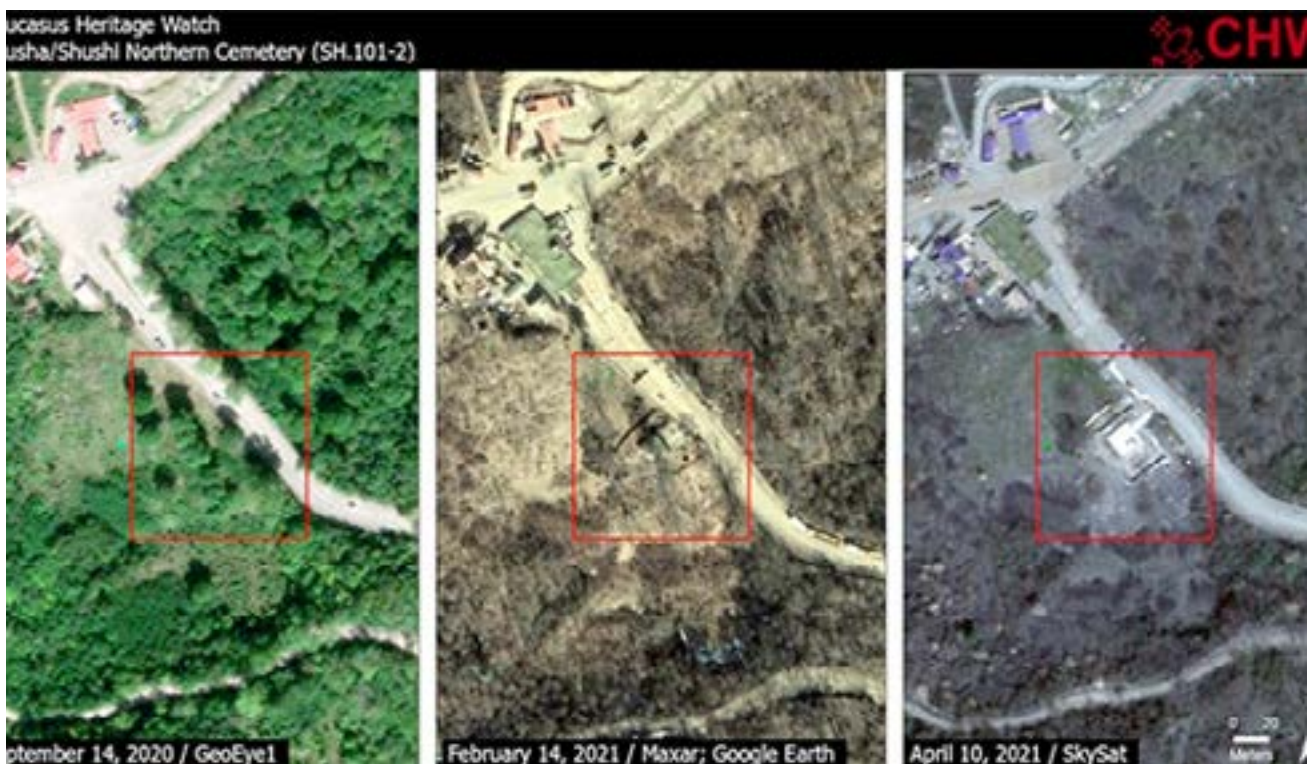 ucasus Heritage Watch
usha/Shushi Northern Cemetery (SH.101-2)
CHW
ptember 14, 2020 / GeoEye1
February 14, 2021 / Maxar; Google Earth
April 10, 2021 / SkySat
0 20
Meters